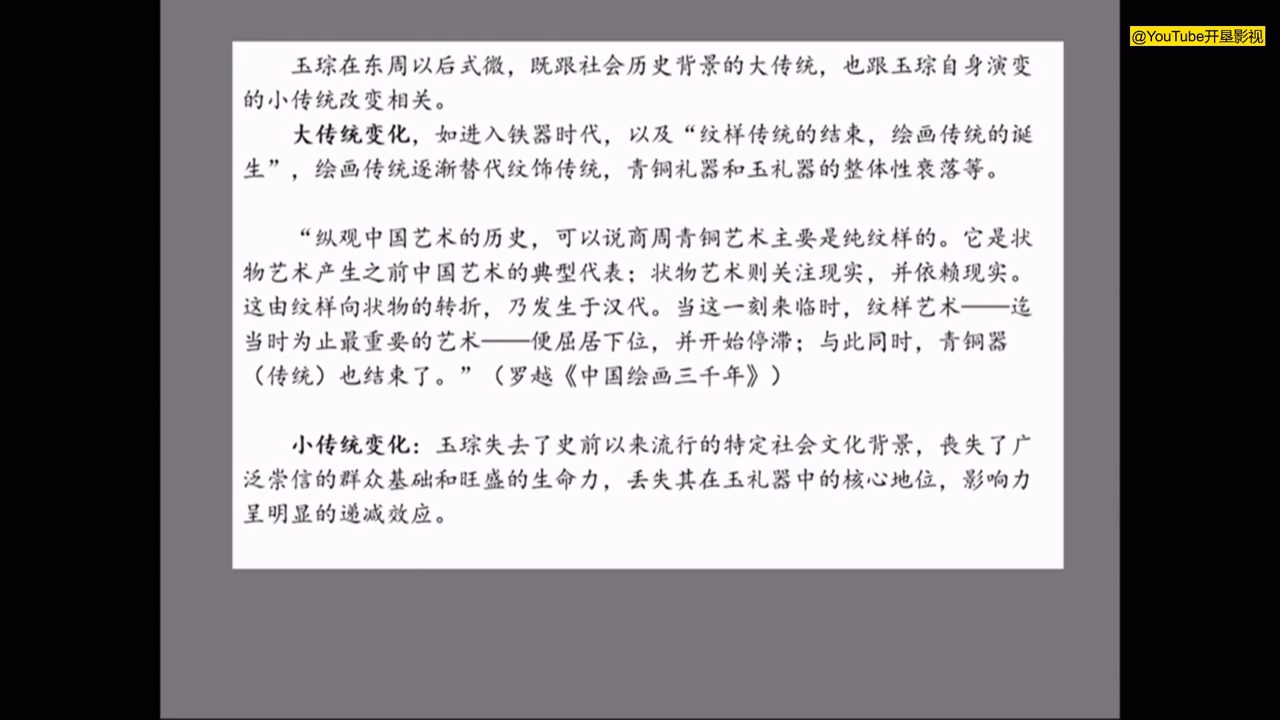 @YouTube开垦影视
玉琮在东周以后式微，既跟社会历史背景的大传统，也跟玉琮自身演变
的小传统改变相关。
大传统变化，如进入铁器时代，以及“纹样传统的结束，绘画传统的诞
生”，绘画传统逐渐替代纹饰传统，青铜礼器和玉礼器的整体性衰落等。
“纵观中国艺术的历史，可以说商周青铜艺术主要是纯纹样的。它是状
物艺术产生之前中国艺术的典型代表；状物艺术则关注现实，并依赖现实。
这由纹样向状物的转折，乃发生于汉代。当这一刻来临时，纹样艺术——迄
当时为止最重要的艺术——便屈居下位，并开始停滞；与此同时，青铜器
（传统）也结束了。”（罗越《中国绘画三千年》）
小传统变化：玉琮失去了史前以来流行的特定社会文化背景，丧失了广
泛崇信的群众基础和旺盛的生命力，丢失其在玉礼器中的核心地位，影响力
呈明显的递减效应。